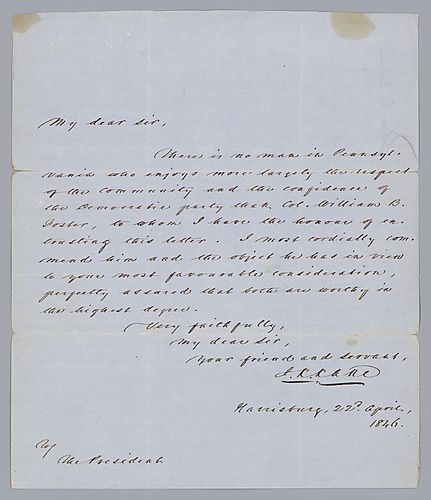 My dear Sir,
There is no man in Pennsyl-
vania who enjoys more largely the respect
of the community and the confidence of
the Democratic party than Col. William B.
Foster, to whom I have the honour of en-
trusting this letter. I most cordially com-
mend him and the object he has in view
to your most favourable consideration,
perfectly assured that both are worthy in
the highest degree.
Very faithfully,
My dear Sir,
Your friend and servant,
J. K. Kane
Harrisburg, 22d. April,
1846.
The President